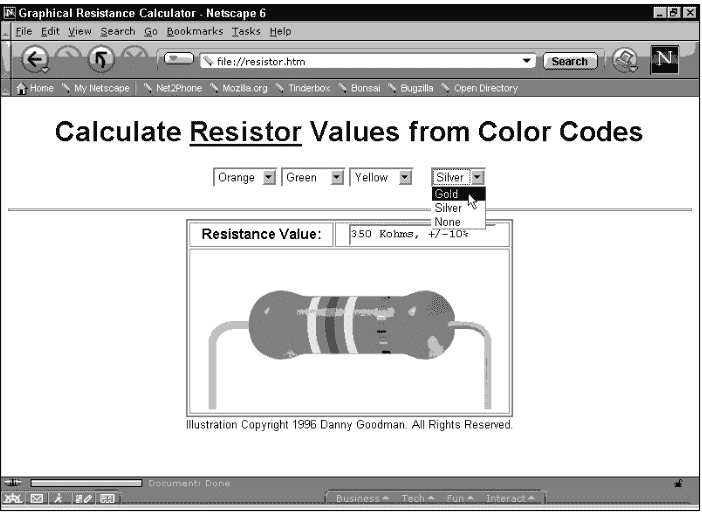 Graphical Resistance Calculator - Netscape 6
File Edit View Search Go Bookmarks Tasks Help
file://resistor.htm Search N
Home My Netscape Net2Phone Mozilla.org Tinderbox Bonsai Bugzilla Open Directory
Calculate Resistor Values from Color Codes
Orange Green Yellow Silver
Gold
Silver
None
Resistance Value: 350 Kohms, +/-10%
Illustration Copyright 1996 Danny Goodman. All Rights Reserved.
Document: Done
Business Tech Fun Interact